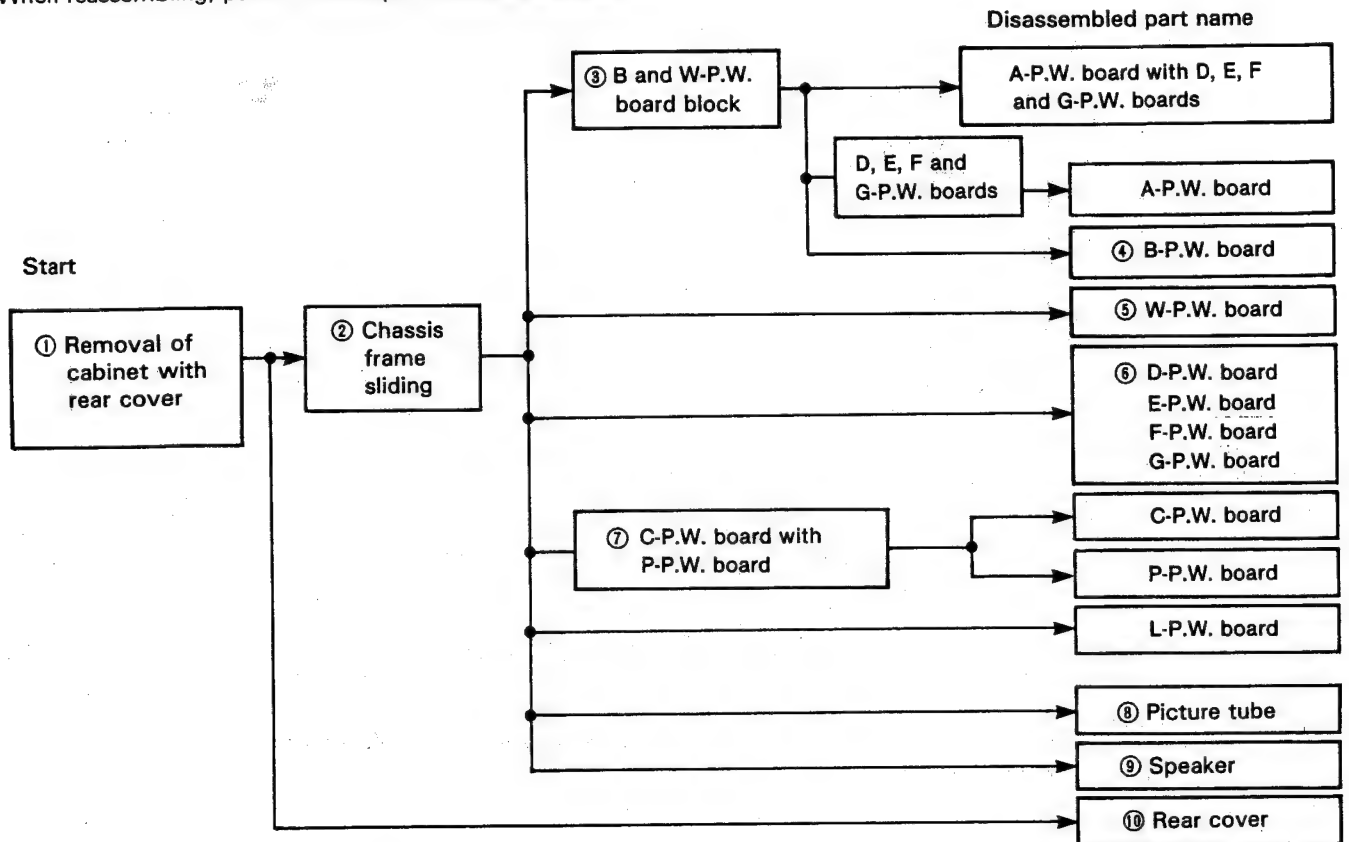 When reassembling,
Disassembled part name
③ B and W-P.W.
board block
A-P.W. board with D, E, F
and G-P.W. boards
D, E, F and
G-P.W. boards
A-P.W. board
④ B-P.W. board
Start
① Removal of
cabinet with
rear cover
② Chassis
frame
sliding
⑤ W-P.W. board
⑥ D-P.W. board
E-P.W. board
F-P.W. board
G-P.W. board
⑦ C-P.W. board with
P-P.W. board
C-P.W. board
P-P.W. board
L-P.W. board
⑧ Picture tube
⑨ Speaker
⑩ Rear cover